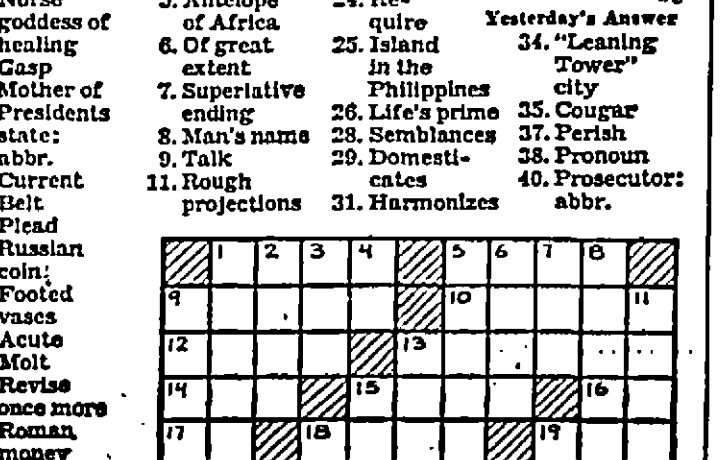 goddess of
healing
Gasp
Mother of
Presidents
state:
abbr.
Current
Belt
Plead
Russian
coin:
Footed
vases
Acute
Molt
Revise
once more
Roman
money
5. Antelope
of Africa
6. Of great
extent
7. Superlative
ending
8. Man's name
9. Talk
11. Rough
projections
24. Re-
quire
25. Island
in the
Philippines
26. Life's prime
28. Semblances
29. Domesti-
cates
31. Harmonizes
Yesterday's Answer
34. "Leaning
Tower"
city
35. Cougar
37. Perish
38. Pronoun
40. Prosecutor:
abbr.
1 2 3 4 5 6 7 8
9 10 11
12 13
14 15 16
17 18 19